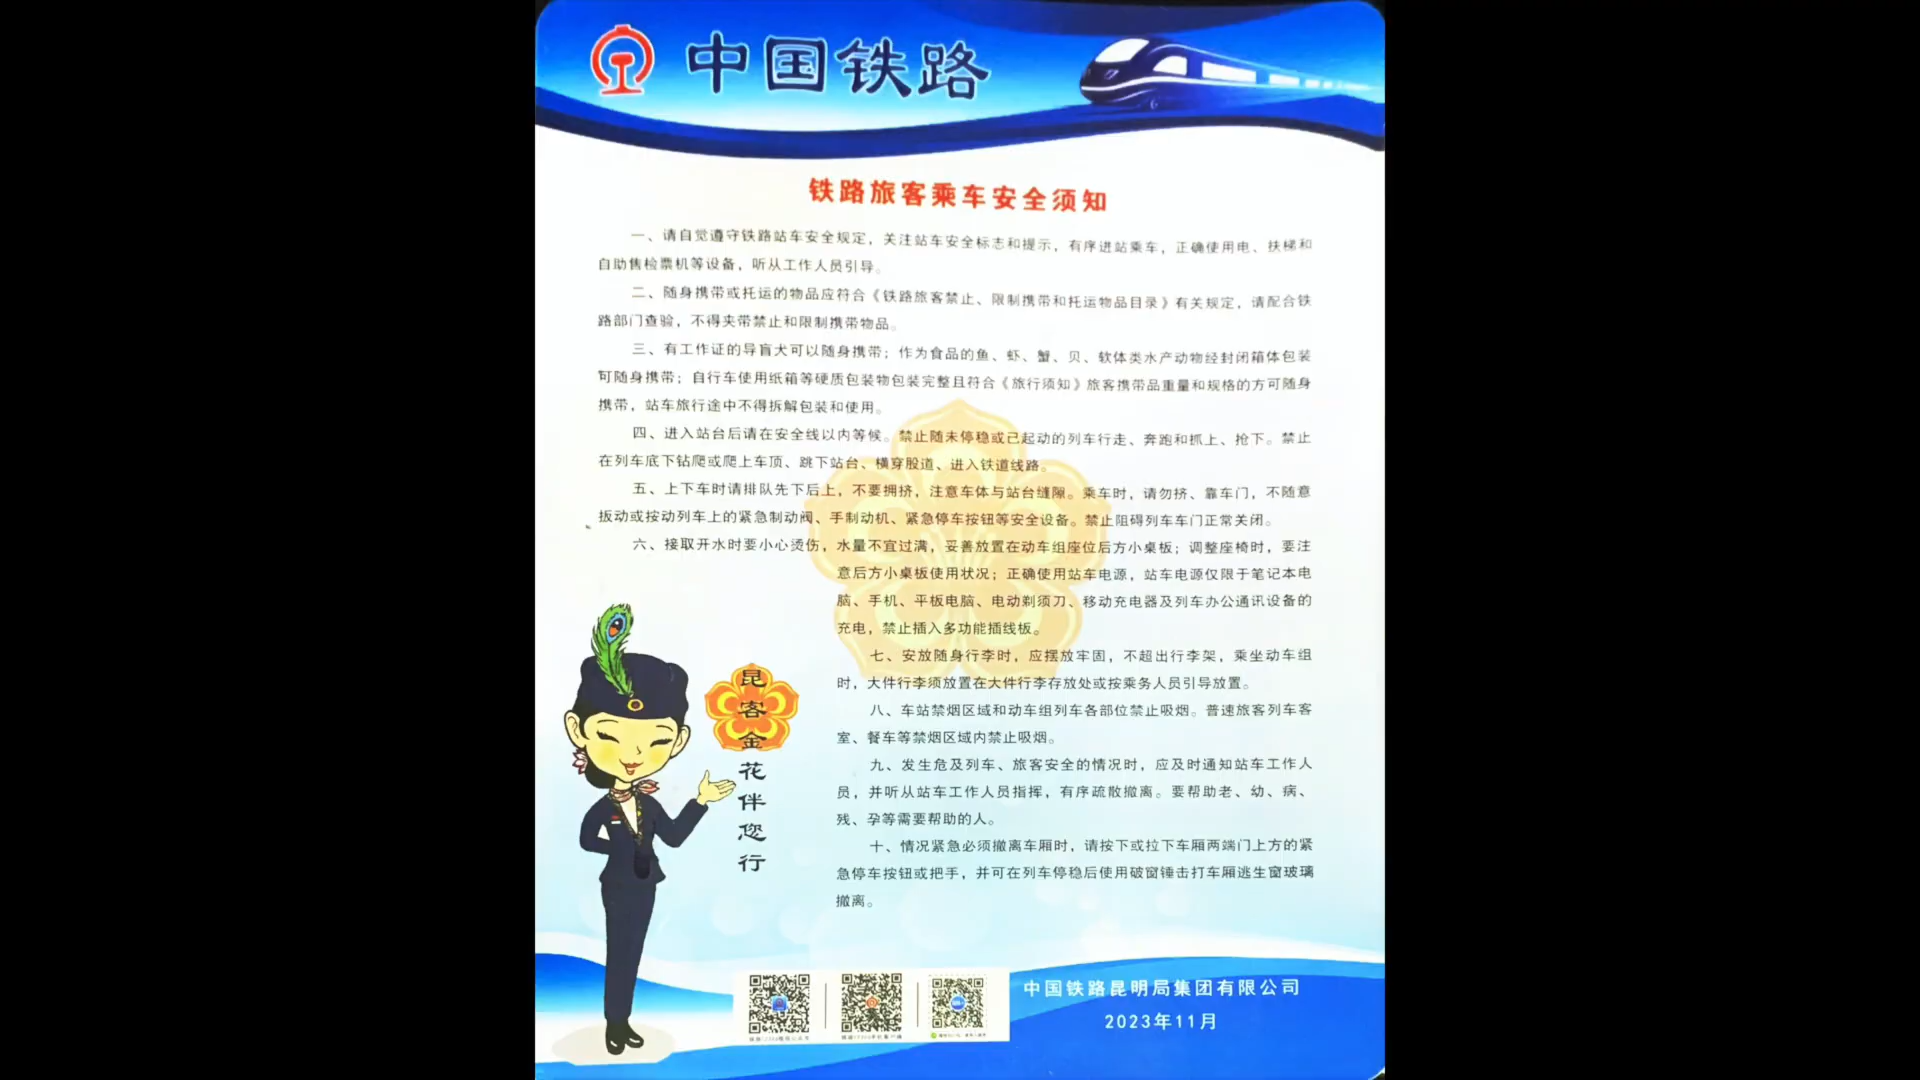 中国铁路
铁路旅客乘车安全须知
一、请自觉遵守铁路站车安全规定，关注站车安全标志和提示，有序进站乘车，正确使用电、扶梯和
自助售检票机等设备，听从工作人员引导。
二、随身携带或托运的物品应符合《铁路旅客禁止、限制携带和托运物品目录》有关规定，请配合铁
路部门查验，不得夹带禁止和限制携带物品。
三、有工作证的导盲犬可以随身携带；作为食品的鱼、虾、蟹、贝、软体类水产动物经封闭箱体包装
可随身携带；自行车使用纸箱等硬质包装物包装完整且符合《旅行须知》旅客携带品重量和规格的方可随身
携带，站车旅行途中不得拆解包装和使用。
四、进入站台后请在安全线以内等候。禁止随未停稳或已起动的列车行走、奔跑和抓上、抢下。禁止
在列车底下钻爬或爬上车顶、跳下站台、横穿股道、进入铁道线路。
五、上下车时请排队先下后上，不要拥挤，注意车体与站台缝隙。乘车时，请勿挤、靠车门，不随意
扳动或按动列车上的紧急制动阀、手制动机、紧急停车按钮等安全设备。禁止阻碍列车车门正常关闭。
六、接取开水时要小心烫伤，水量不宜过满，妥善放置在动车组座位后方小桌板；调整座椅时，要注
意后方小桌板使用状况；正确使用站车电源，站车电源仅限于笔记本电
脑、手机、平板电脑、电动剃须刀、移动充电器及列车办公通讯设备的
充电，禁止插入多功能插线板。
七、安放随身行李时，应摆放牢固，不超出行李架，乘坐动车组
时，大件行李须放置在大件行李存放处或按乘务人员引导放置。
八、车站禁烟区域和动车组列车各部位禁止吸烟。普速旅客列车客
室、餐车等禁烟区域内禁止吸烟。
九、发生危及列车、旅客安全的情况时，应及时通知站车工作人
员，并听从站车工作人员指挥，有序疏散撤离。要帮助老、幼、病、
残、孕等需要帮助的人。
十、情况紧急必须撤离车厢时，请按下或拉下车厢两端门上方的紧
急停车按钮或把手，并可在列车停稳后使用破窗锤击打车厢逃生窗玻璃
撤离。
昆客金花伴您行
中国铁路昆明局集团有限公司
2023年11月